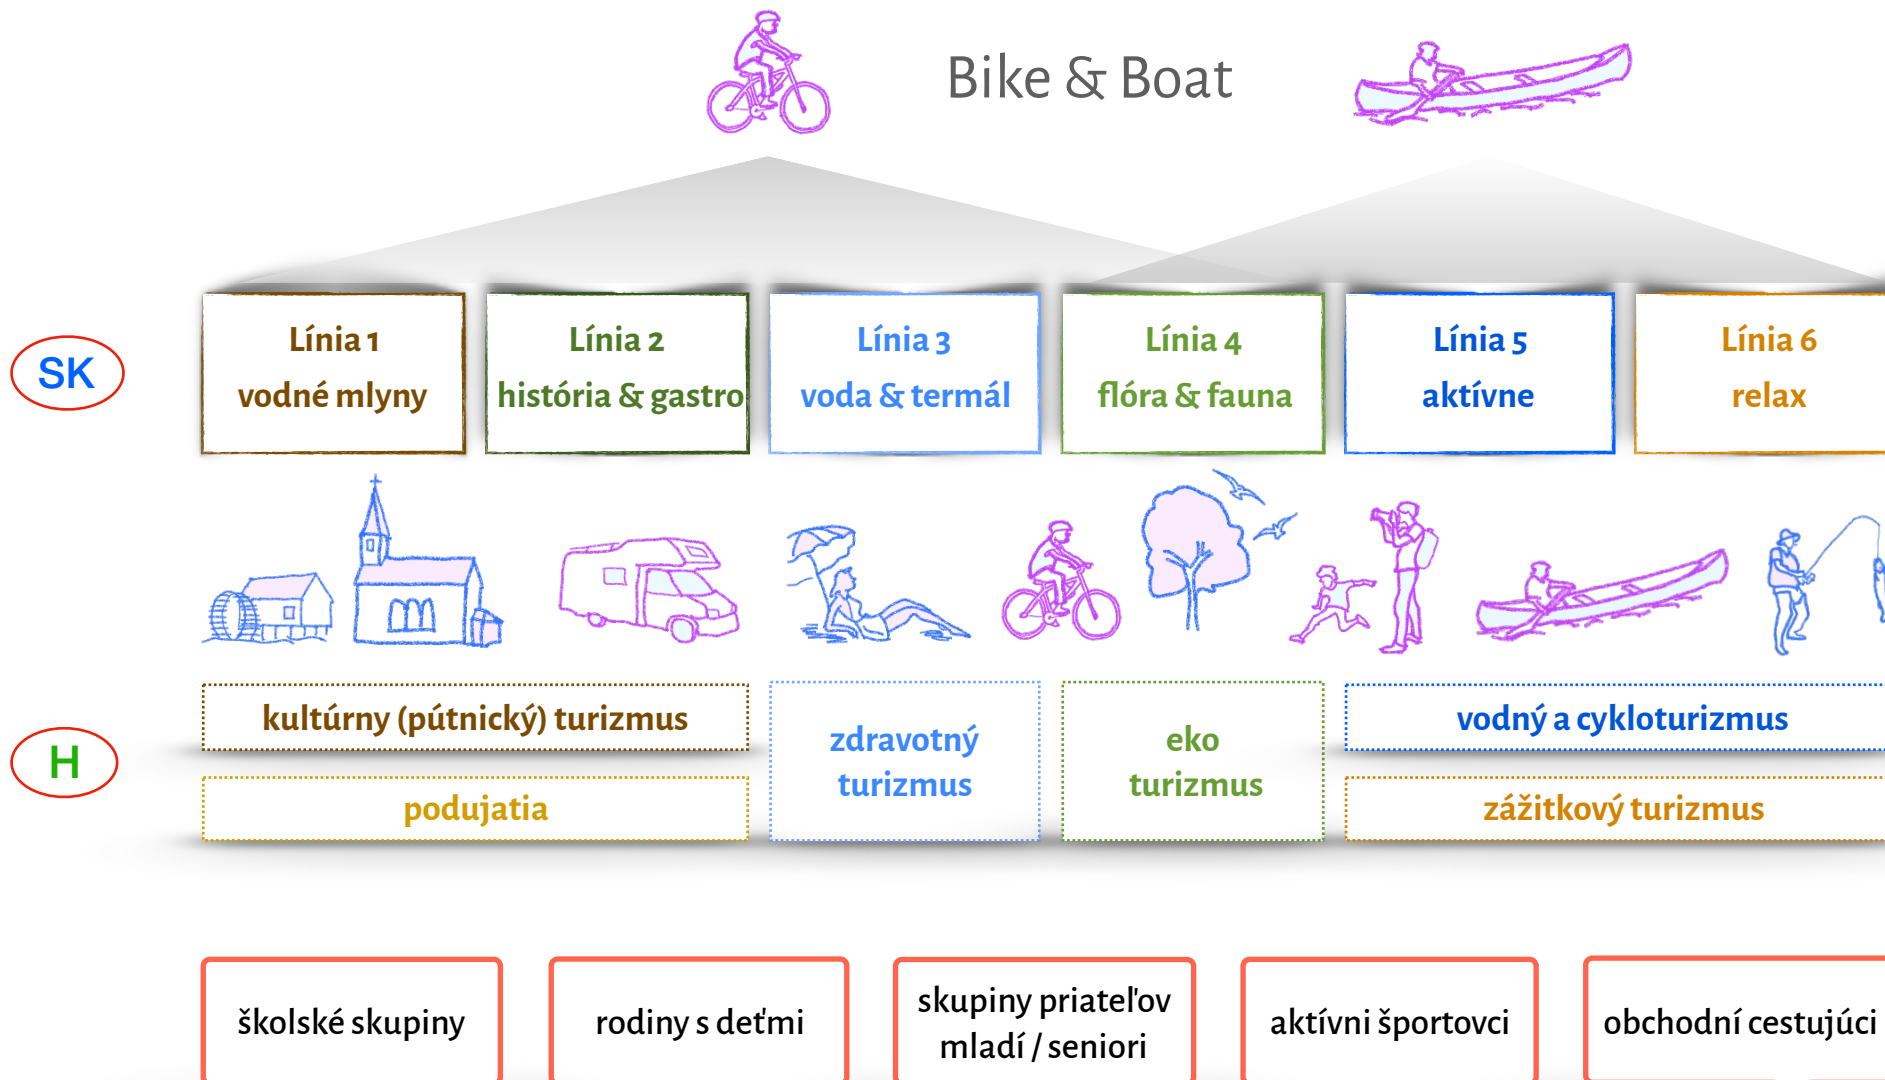 Bike & Boat
SK
Línia 1
vodné mlyny
Línia 2
história & gastro
Línia 3
voda & termál
Línia 4
flóra & fauna
Línia 5
aktívne
Línia 6
relax
H
kultúrny (pútnický) turizmus
podujatia
zdravotný
turizmus
eko
turizmus
vodný a cykloturizmus
zážitkový turizmus
školské skupiny
rodiny s deťmi
skupiny priateľov
mladí / seniori
aktívni športovci
obchodní cestujúci